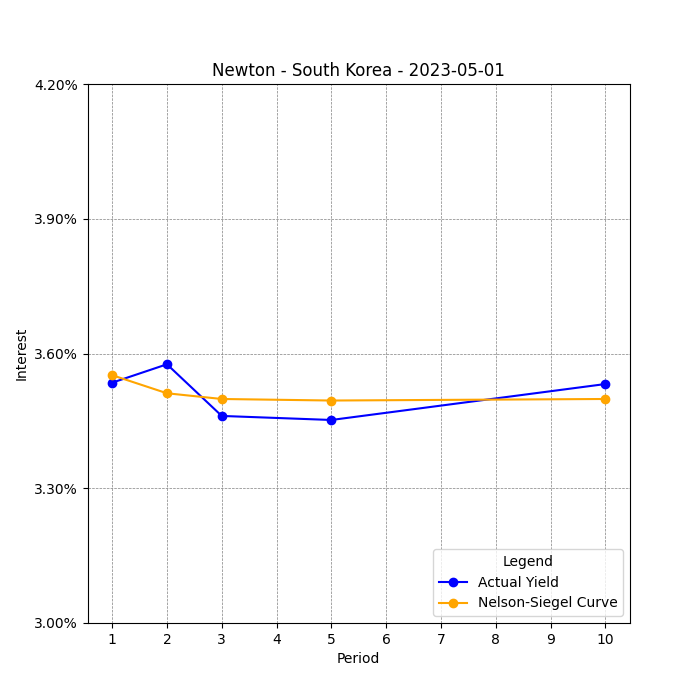 Newton - South Korea - 2023-05-01
4.20%
3.90%
3.60%
3.30%
3.00%
Interest
1 2 3 4 5 6 7 8 9 10
Period
Legend
Actual Yield
Nelson-Siegel Curve